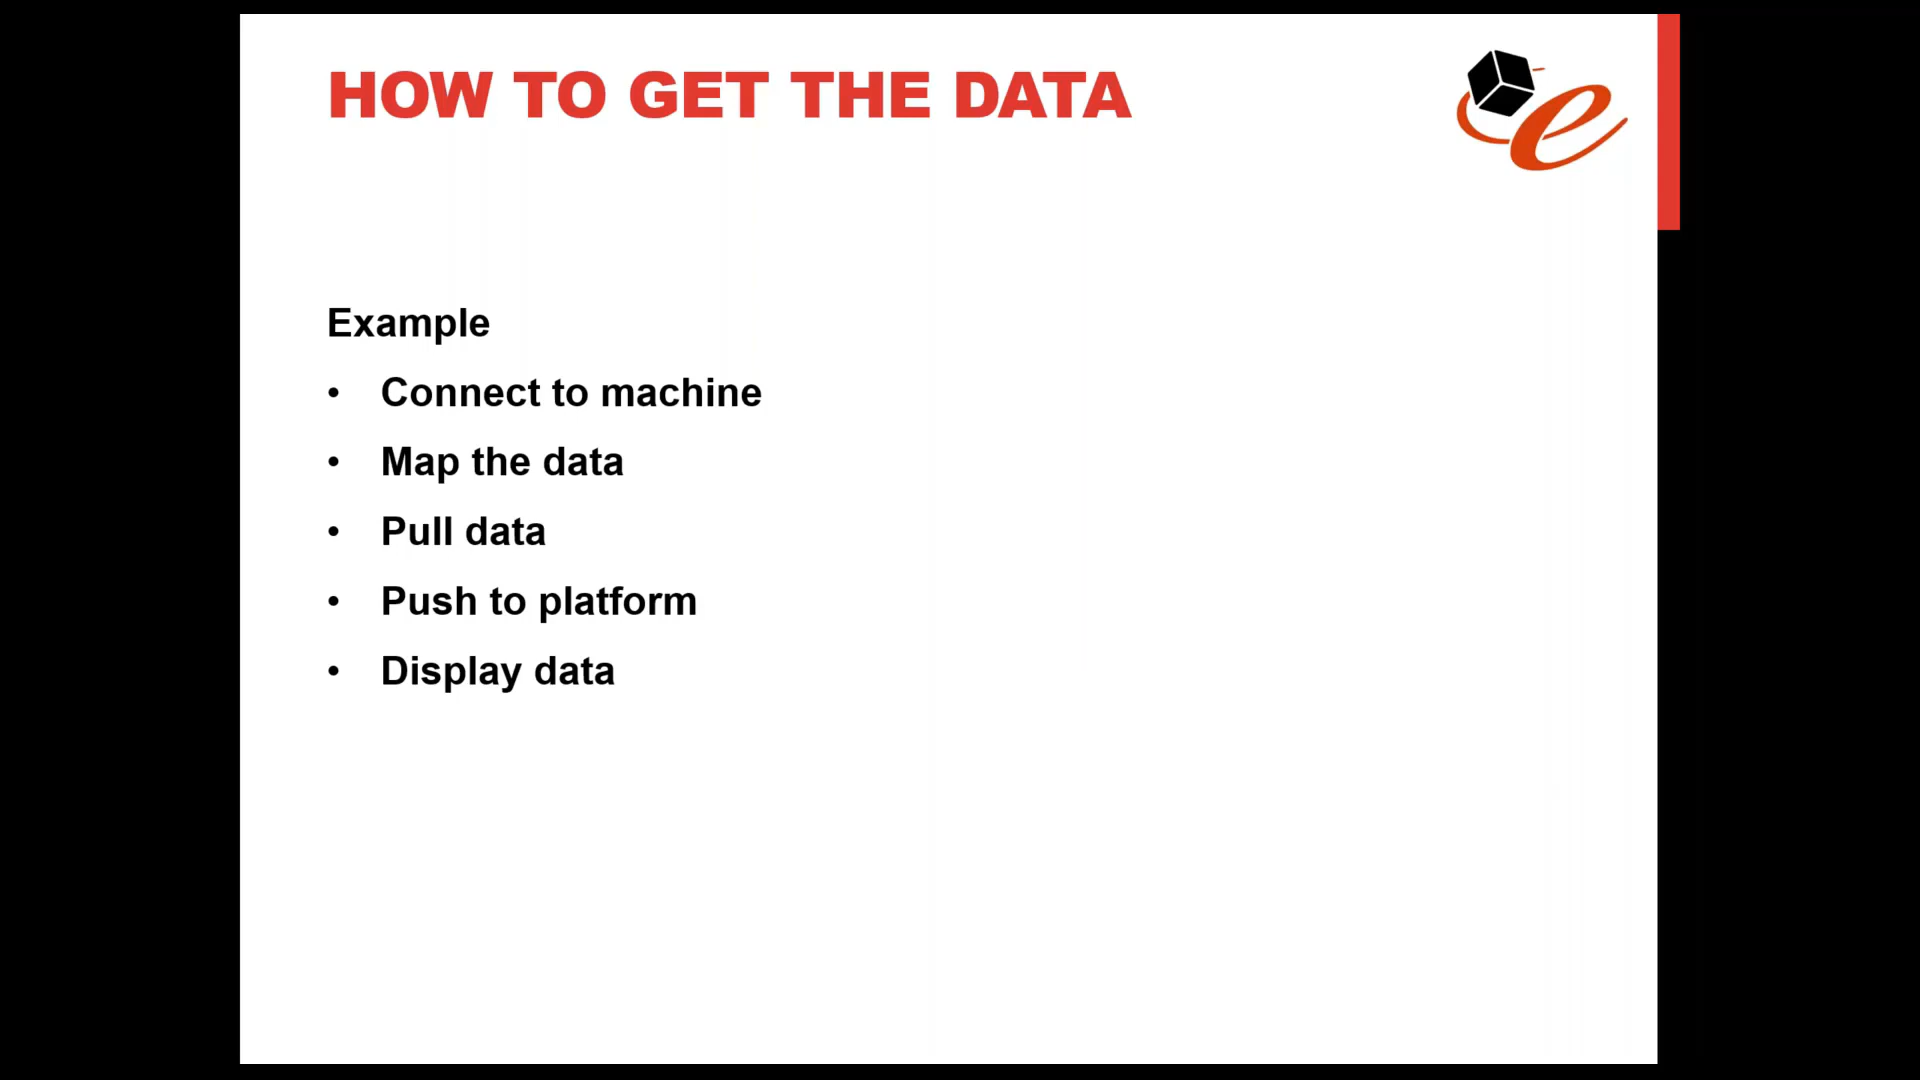 HOW TO GET THE DATA
e
Example
• Connect to machine
• Map the data
• Pull data
• Push to platform
• Display data